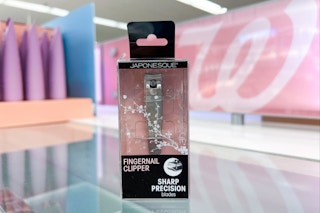 JAPONESQUE®
FINGERNAIL
CLIPPER
SHARP
PRECISION
blades